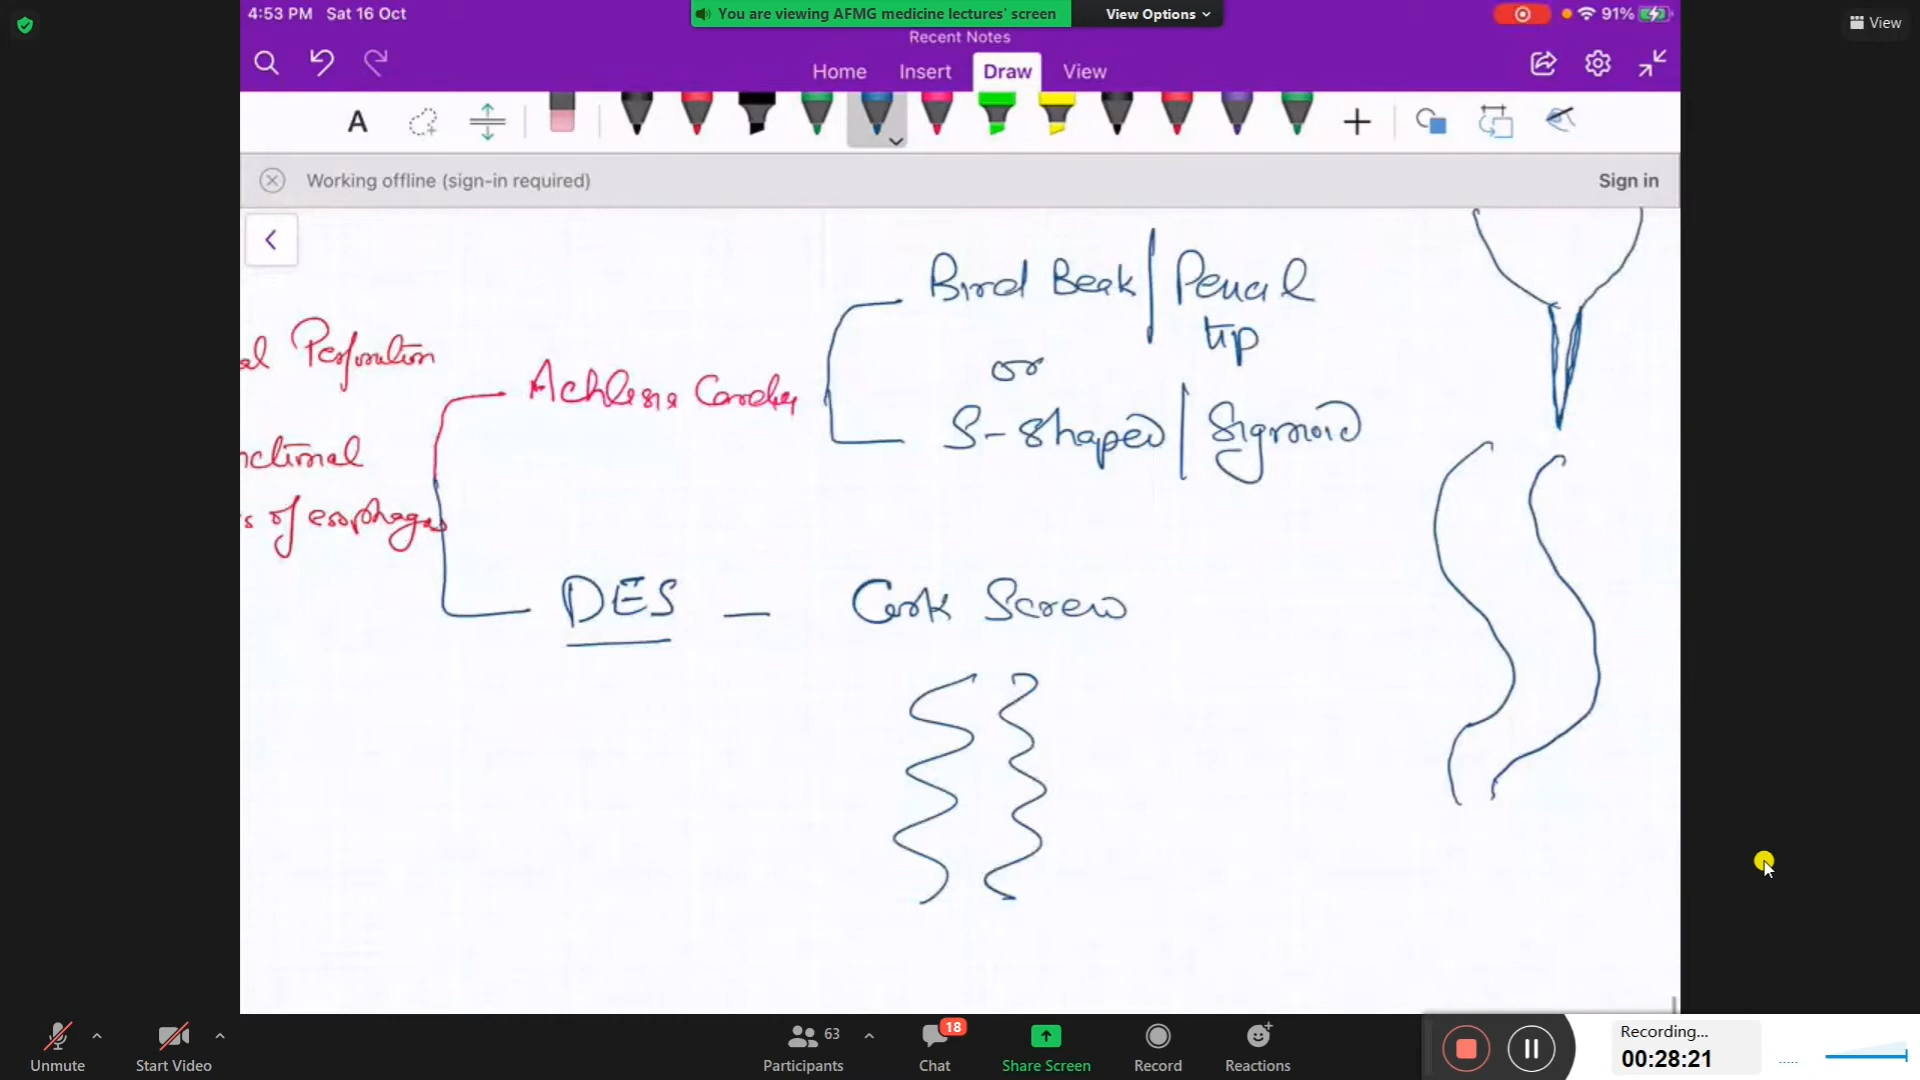 4:53 PM Sat 16 Oct
You are viewing AFMG medicine lectures' screen
View Options
91%
View
Recent Notes
Home Insert Draw View
A
Working offline (sign-in required)
Sign in
Bird Beak | Pencil
tip
al Perforation
or
Achlesia Cardia
S-shaped | Sigmoid
nctional
s of esophagus
DES — Cork Screw
Recording...
00:28:21
63
18
Unmute
Start Video
Participants
Chat
Share Screen
Record
Reactions